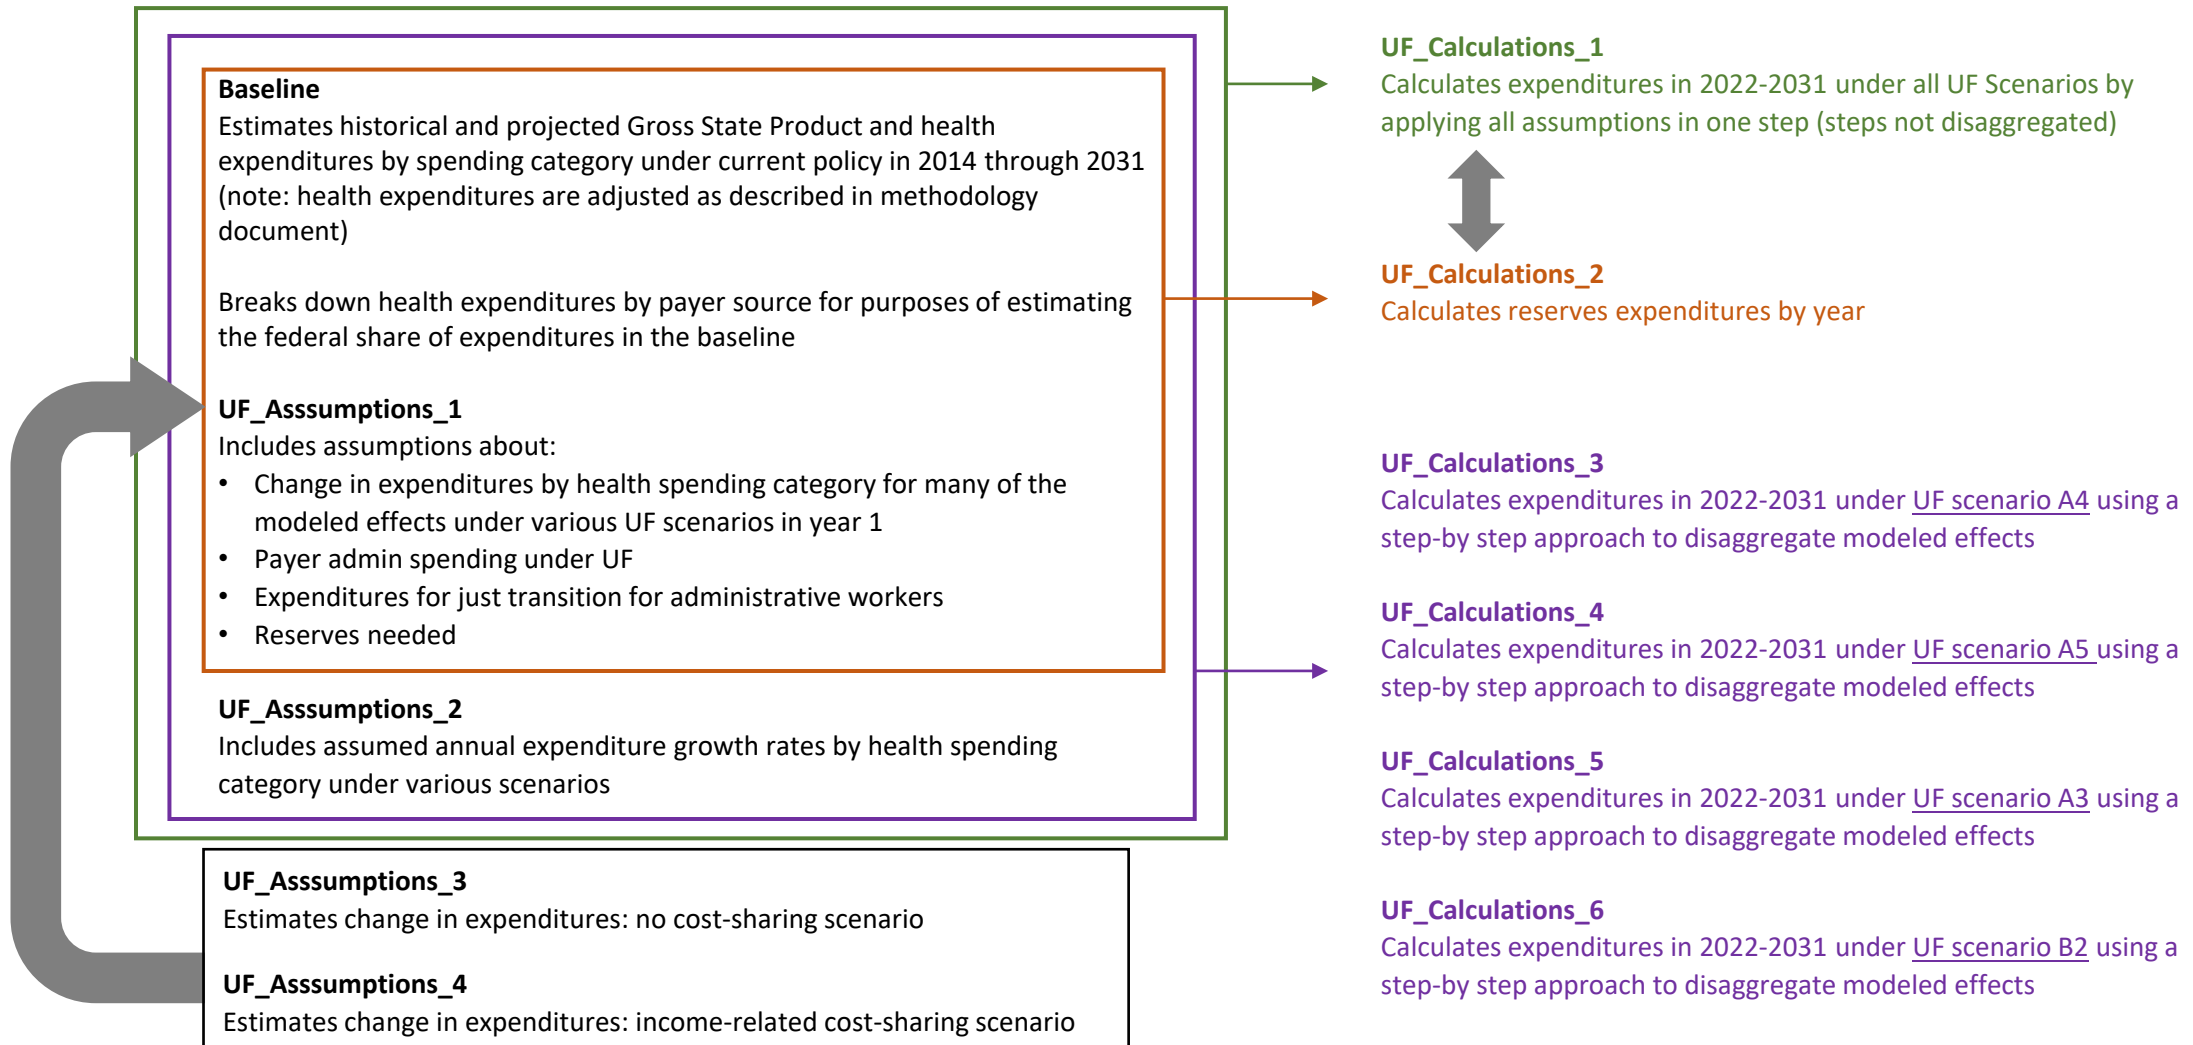 Baseline
Estimates historical and projected Gross State Product and health
expenditures by spending category under current policy in 2014 through 2031
(note: health expenditures are adjusted as described in methodology
document)
Breaks down health expenditures by payer source for purposes of estimating
the federal share of expenditures in the baseline
UF_Asssumptions_1
Includes assumptions about:
• Change in expenditures by health spending category for many of the
modeled effects under various UF scenarios in year 1
• Payer admin spending under UF
• Expenditures for just transition for administrative workers
• Reserves needed
UF_Asssumptions_2
Includes assumed annual expenditure growth rates by health spending
category under various scenarios
UF_Asssumptions_3
Estimates change in expenditures: no cost-sharing scenario
UF_Asssumptions_4
Estimates change in expenditures: income-related cost-sharing scenario
UF_Calculations_1
Calculates expenditures in 2022-2031 under all UF Scenarios by
applying all assumptions in one step (steps not disaggregated)
UF_Calculations_2
Calculates reserves expenditures by year
UF_Calculations_3
Calculates expenditures in 2022-2031 under UF scenario A4 using a
step-by step approach to disaggregate modeled effects
UF_Calculations_4
Calculates expenditures in 2022-2031 under UF scenario A5 using a
step-by step approach to disaggregate modeled effects
UF_Calculations_5
Calculates expenditures in 2022-2031 under UF scenario A3 using a
step-by step approach to disaggregate modeled effects
UF_Calculations_6
Calculates expenditures in 2022-2031 under UF scenario B2 using a
step-by step approach to disaggregate modeled effects